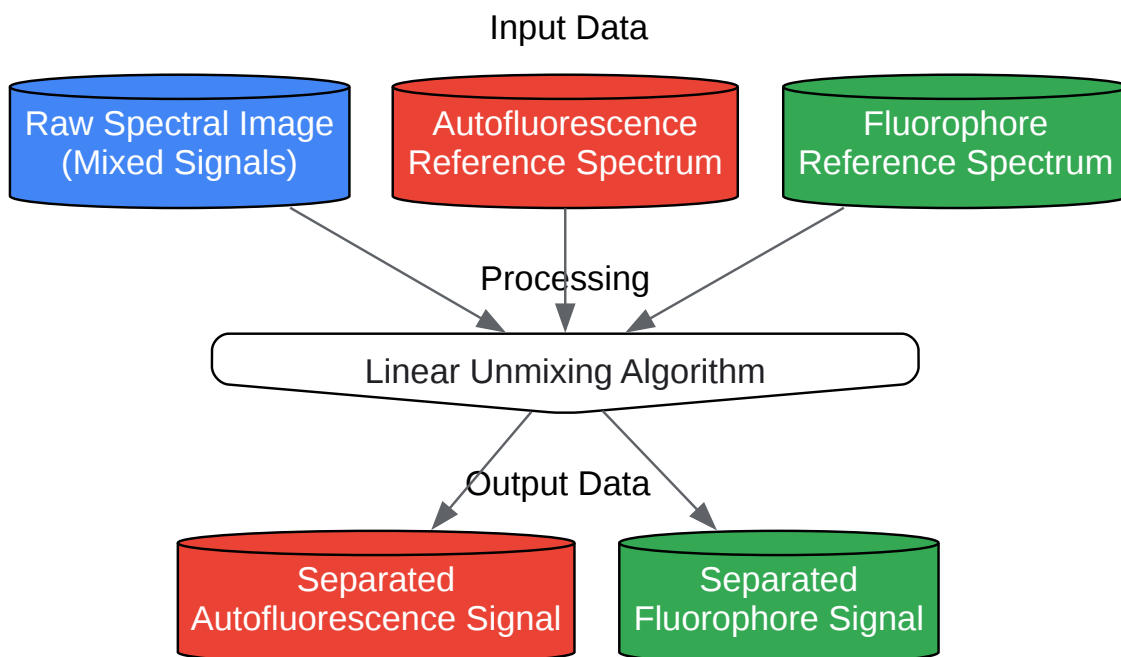 Input Data
Raw Spectral Image
(Mixed Signals)
Autofluorescence
Reference Spectrum
Fluorophore
Reference Spectrum
Processing
Linear Unmixing Algorithm
Output Data
Separated
Autofluorescence Signal
Separated
Fluorophore Signal